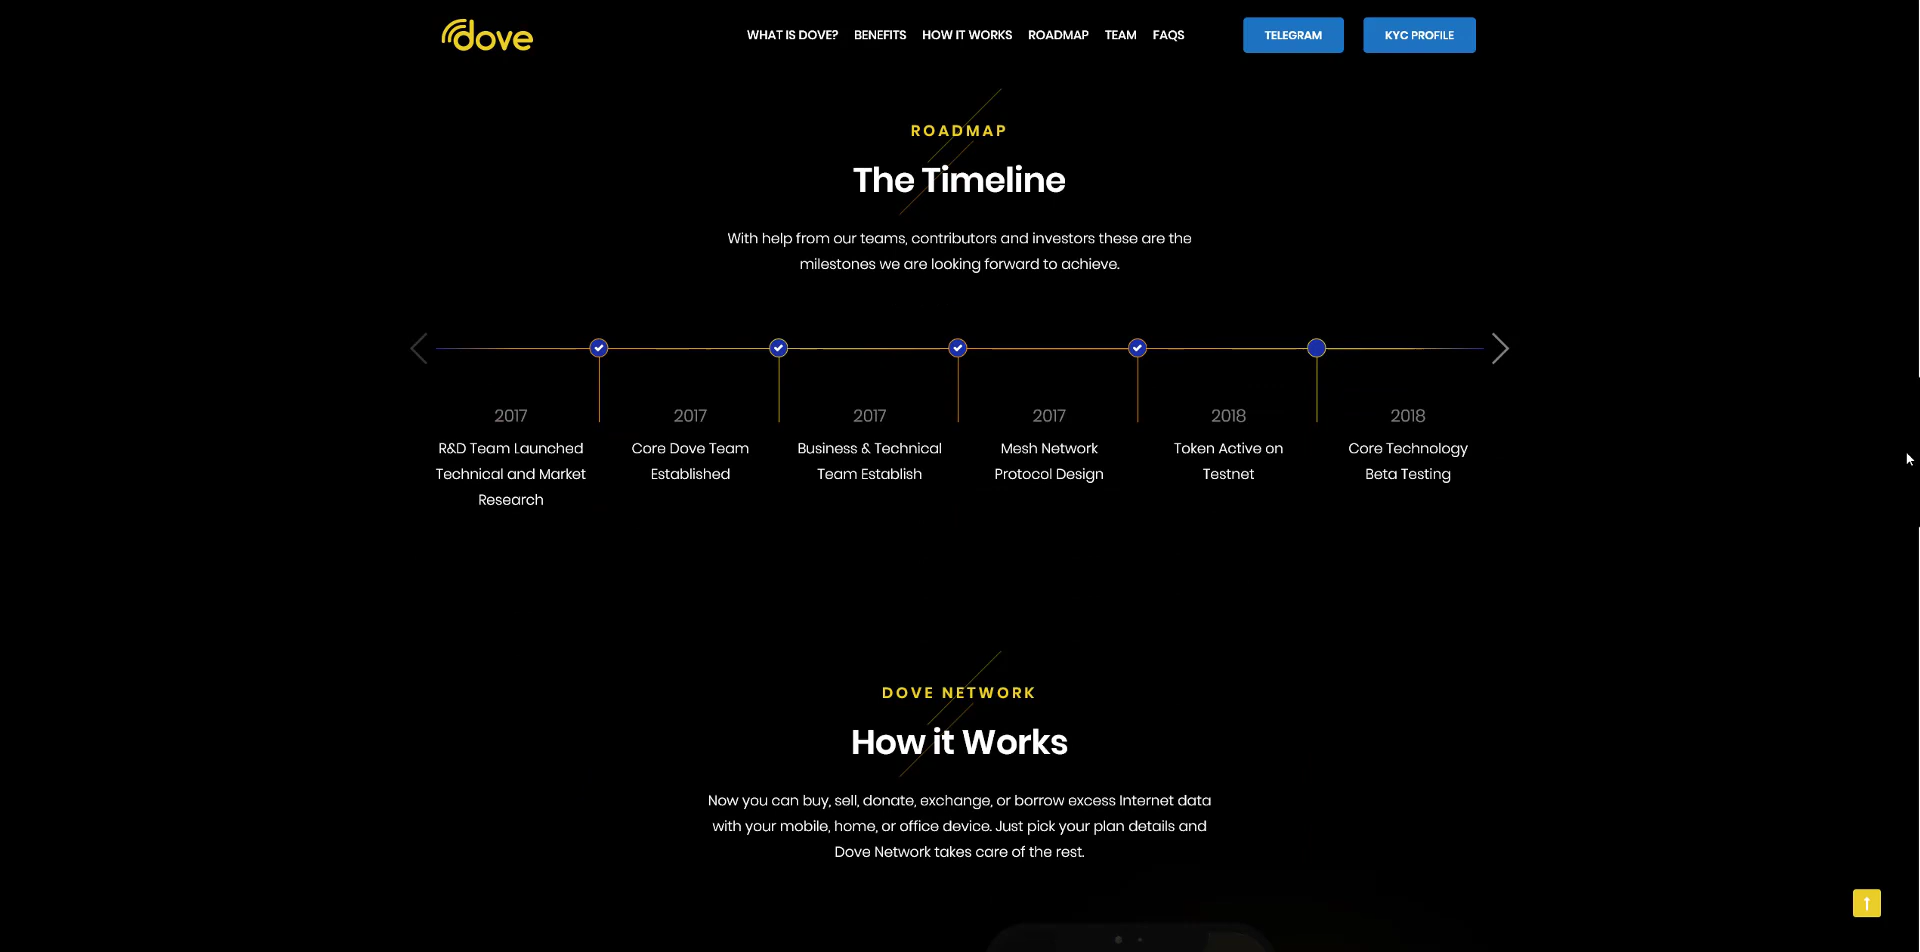 dove
WHAT IS DOVE? BENEFITS HOW IT WORKS ROADMAP TEAM FAQS TELEGRAM KYC PROFILE
ROADMAP
The Timeline
With help from our teams, contributors and investors these are the
milestones we are looking forward to achieve.
2017
R&D Team Launched
Technical and Market
Research
2017
Core Dove Team
Established
2017
Business & Technical
Team Establish
2017
Mesh Network
Protocol Design
2018
Token Active on
Testnet
2018
Core Technology
Beta Testing
DOVE NETWORK
How it Works
Now you can buy, sell, donate, exchange, or borrow excess Internet data
with your mobile, home, or office device. Just pick your plan details and
Dove Network takes care of the rest.